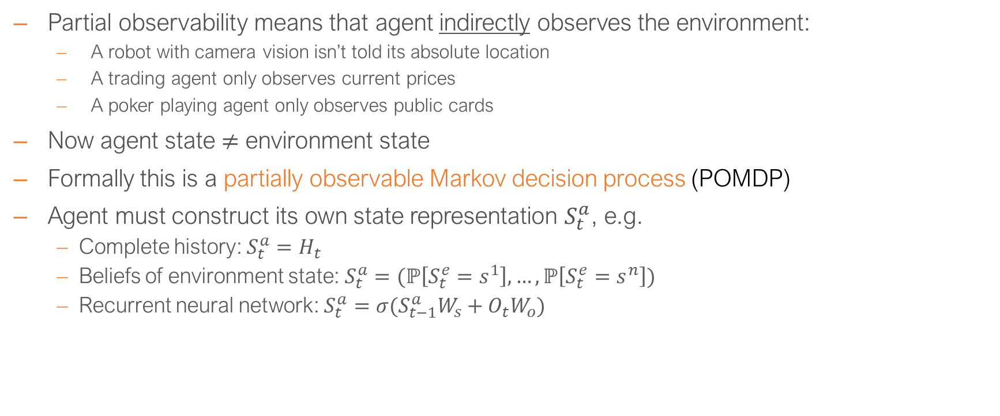 – Partial observability means that agent indirectly observes the environment:
– A robot with camera vision isn’t told its absolute location
– A trading agent only observes current prices
– A poker playing agent only observes public cards
– Now agent state ≠ environment state
– Formally this is a partially observable Markov decision process (POMDP)
– Agent must construct its own state representation $S_t^a$, e.g.
– Complete history: $S_t^a = H_t$
– Beliefs of environment state: $S_t^a = (\mathbb{P}[S_t^e = s^1], \ldots, \mathbb{P}[S_t^e = s^n])$
– Recurrent neural network: $S_t^a = \sigma(S_{t-1}^a W_s + O_t W_o)$